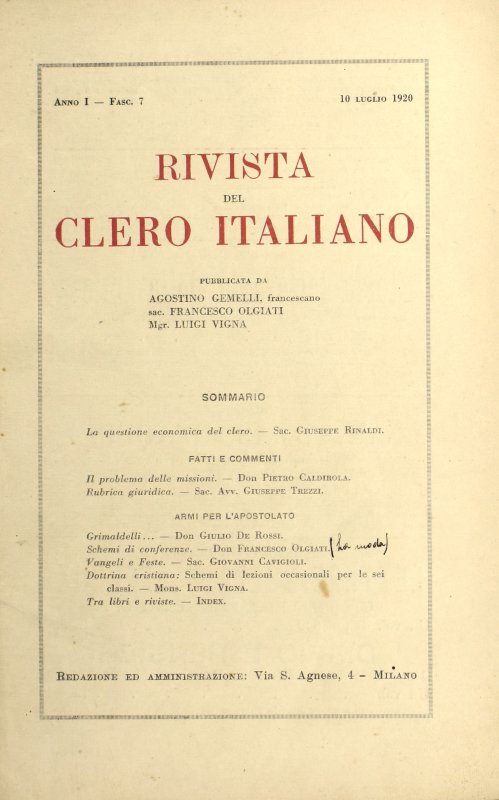 Anno I — Fasc. 7
10 luglio 1920
RIVISTA
DEL
CLERO ITALIANO
PUBBLICATA DA
AGOSTINO GEMELLI, francescano
sac. FRANCESCO OLGIATI
Mgr. LUIGI VIGNA
SOMMARIO
La questione economica del clero. — Sac. Giuseppe Rinaldi.
FATTI E COMMENTI
Il problema delle missioni. — Don Pietro Caldirola.
Rubrica giuridica. — Sac. Avv. Giuseppe Trezzi.
ARMI PER L'APOSTOLATO
Grimaldelli... — Don Giulio De Rossi.
Schemi di conferenze. — Don Francesco Olgiati. (La moda)
Vangeli e Feste. — Sac. Giovanni Cavigioli.
Dottrina cristiana: Schemi di lezioni occasionali per le sei
classi. — Mons. Luigi Vigna.
Tra libri e riviste. — Index.
Redazione ed amministrazione: Via S. Agnese, 4 - Milano